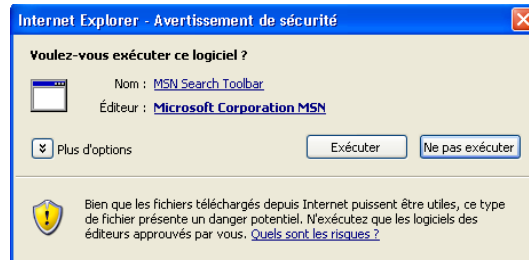 Internet Explorer - Avertissement de sécurité
Voulez-vous exécuter ce logiciel ?
Nom : MSN Search Toolbar
Éditeur : Microsoft Corporation MSN
Plus d'options Exécuter Ne pas exécuter
Bien que les fichiers téléchargés depuis Internet puissent être utiles, ce type
de fichier présente un danger potentiel. N'exécutez que les logiciels des
éditeurs approuvés par vous. Quels sont les risques ?